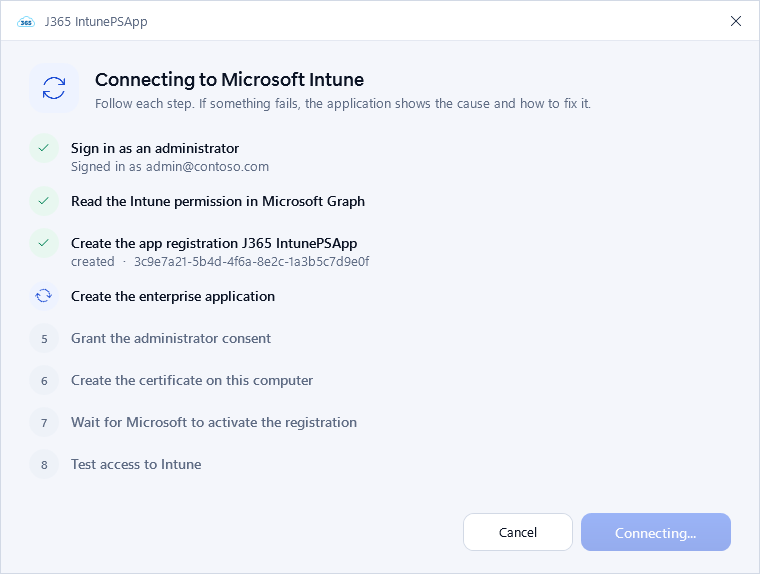 365 J365 IntunePSApp
Connecting to Microsoft Intune
Follow each step. If something fails, the application shows the cause and how to fix it.
Sign in as an administrator
Signed in as admin@contoso.com
Read the Intune permission in Microsoft Graph
Create the app registration J365 IntunePSApp
created · 3c9e7a21-5b4d-4f6a-8e2c-1a3b5c7d9e0f
Create the enterprise application
5 Grant the administrator consent
6 Create the certificate on this computer
7 Wait for Microsoft to activate the registration
8 Test access to Intune
Cancel Connecting...